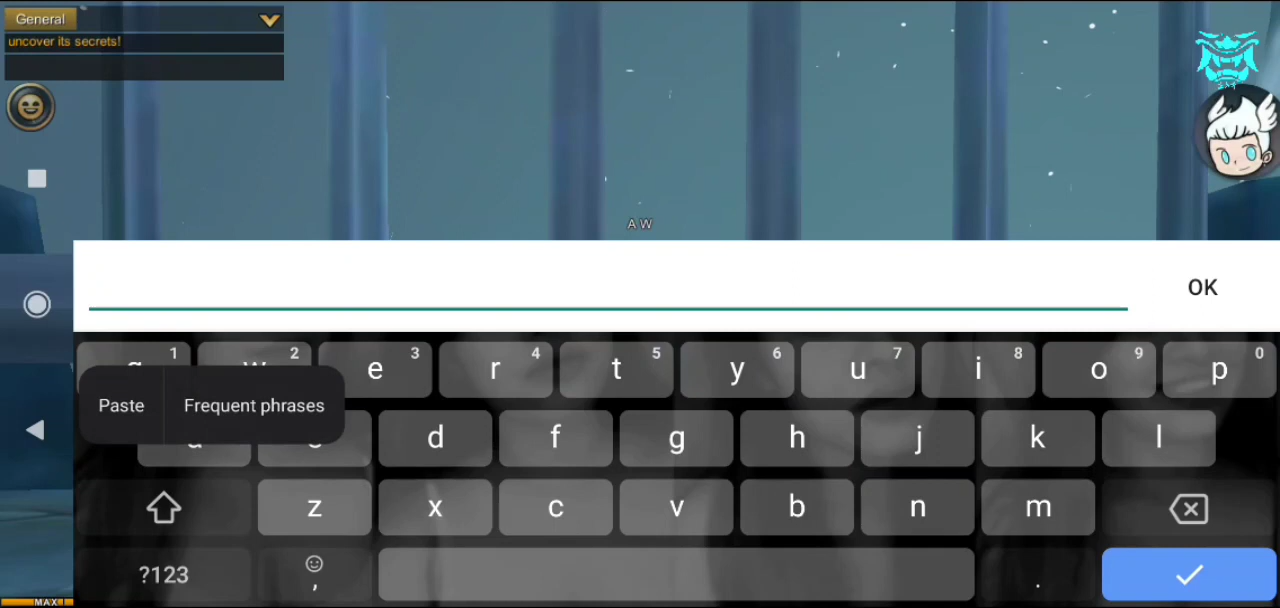 General
uncover its secrets!
A W
OK
1 2 3 4 5 6 7 8 9 0
q w e r t y u i o p
Paste Frequent phrases
d f g h j k l
z x c v b n m
?123 , .
MAX